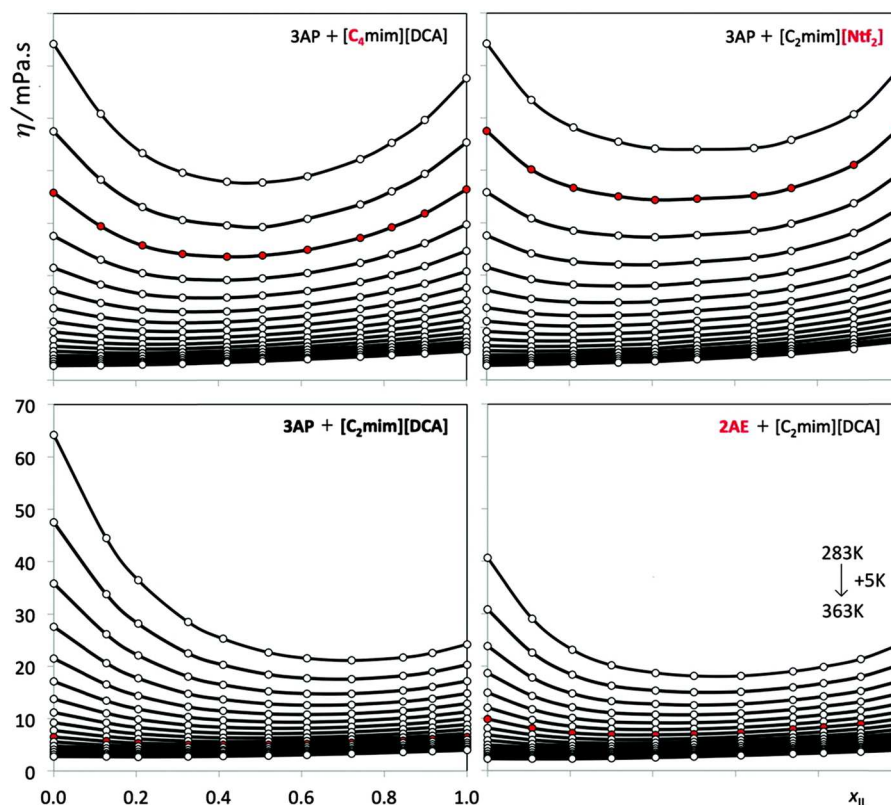 3AP + [C₄mim][DCA]
3AP + [C₂mim][Ntf₂]
η/mPa.s
3AP + [C₂mim][DCA]
2AE + [C₂mim][DCA]
70
60
50
40
30
20
10
0
283K
+5K
363K
0.0
0.2
0.4
0.6
0.8
1.0
x_IL